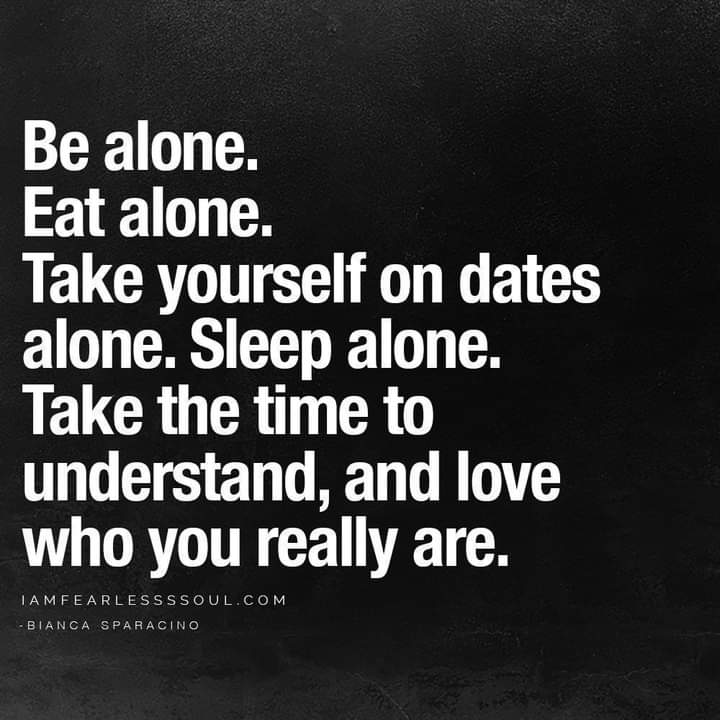 Be alone.
Eat alone.
Take yourself on dates
alone. Sleep alone.
Take the time to
understand, and love
who you really are.
IAMFEARLESSSSOUL.COM
-BIANCA SPARACINO